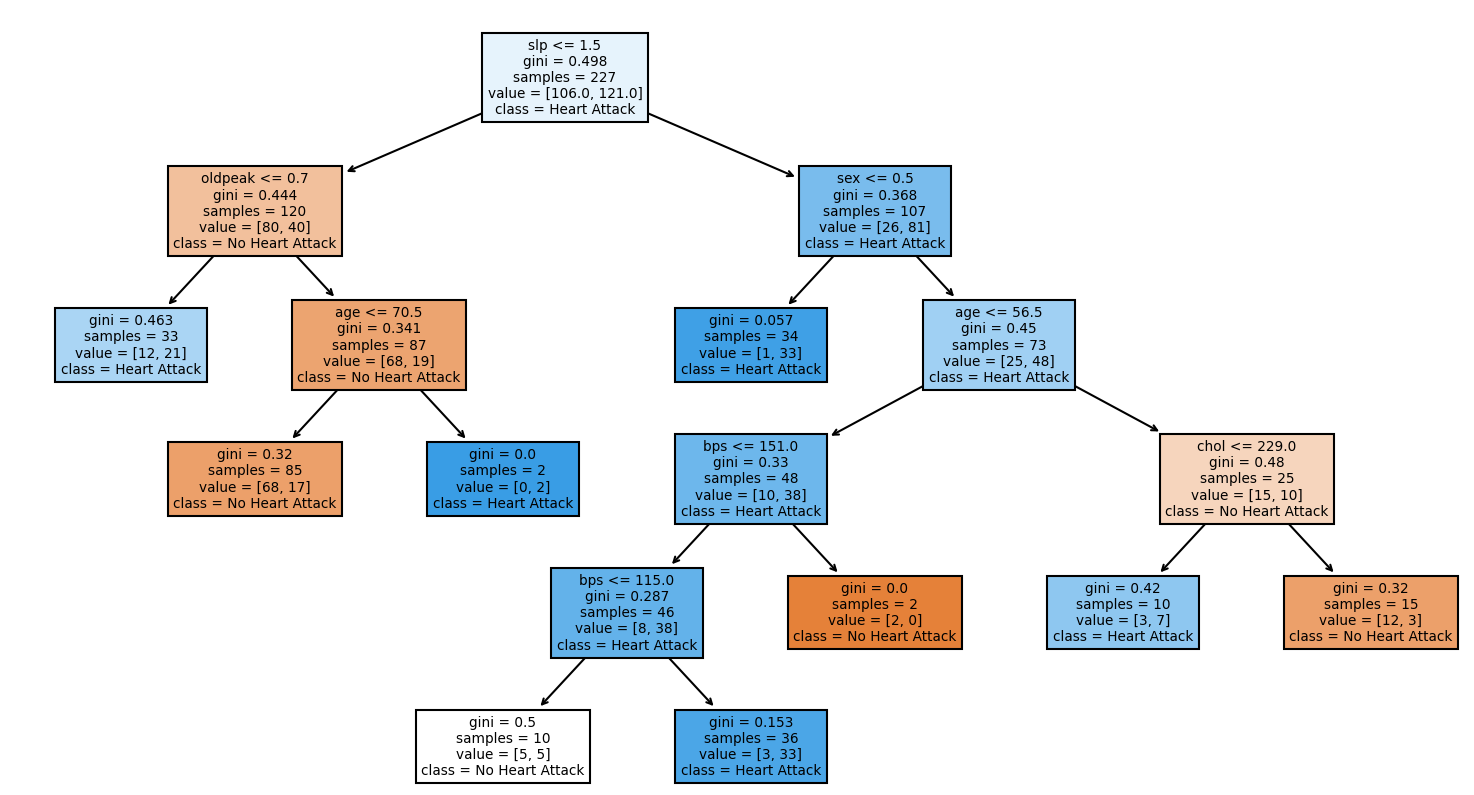 slp <= 1.5
gini = 0.498
samples = 227
value = [106.0, 121.0]
class = Heart Attack
oldpeak <= 0.7
gini = 0.444
samples = 120
value = [80, 40]
class = No Heart Attack
sex <= 0.5
gini = 0.368
samples = 107
value = [26, 81]
class = Heart Attack
gini = 0.463
samples = 33
value = [12, 21]
class = Heart Attack
age <= 70.5
gini = 0.341
samples = 87
value = [68, 19]
class = No Heart Attack
gini = 0.057
samples = 34
value = [1, 33]
class = Heart Attack
age <= 56.5
gini = 0.45
samples = 73
value = [25, 48]
class = Heart Attack
gini = 0.32
samples = 85
value = [68, 17]
class = No Heart Attack
gini = 0.0
samples = 2
value = [0, 2]
class = Heart Attack
bps <= 151.0
gini = 0.33
samples = 48
value = [10, 38]
class = Heart Attack
chol <= 229.0
gini = 0.48
samples = 25
value = [15, 10]
class = No Heart Attack
bps <= 115.0
gini = 0.287
samples = 46
value = [8, 38]
class = Heart Attack
gini = 0.0
samples = 2
value = [2, 0]
class = No Heart Attack
gini = 0.42
samples = 10
value = [3, 7]
class = Heart Attack
gini = 0.32
samples = 15
value = [12, 3]
class = No Heart Attack
gini = 0.5
samples = 10
value = [5, 5]
class = No Heart Attack
gini = 0.153
samples = 36
value = [3, 33]
class = Heart Attack